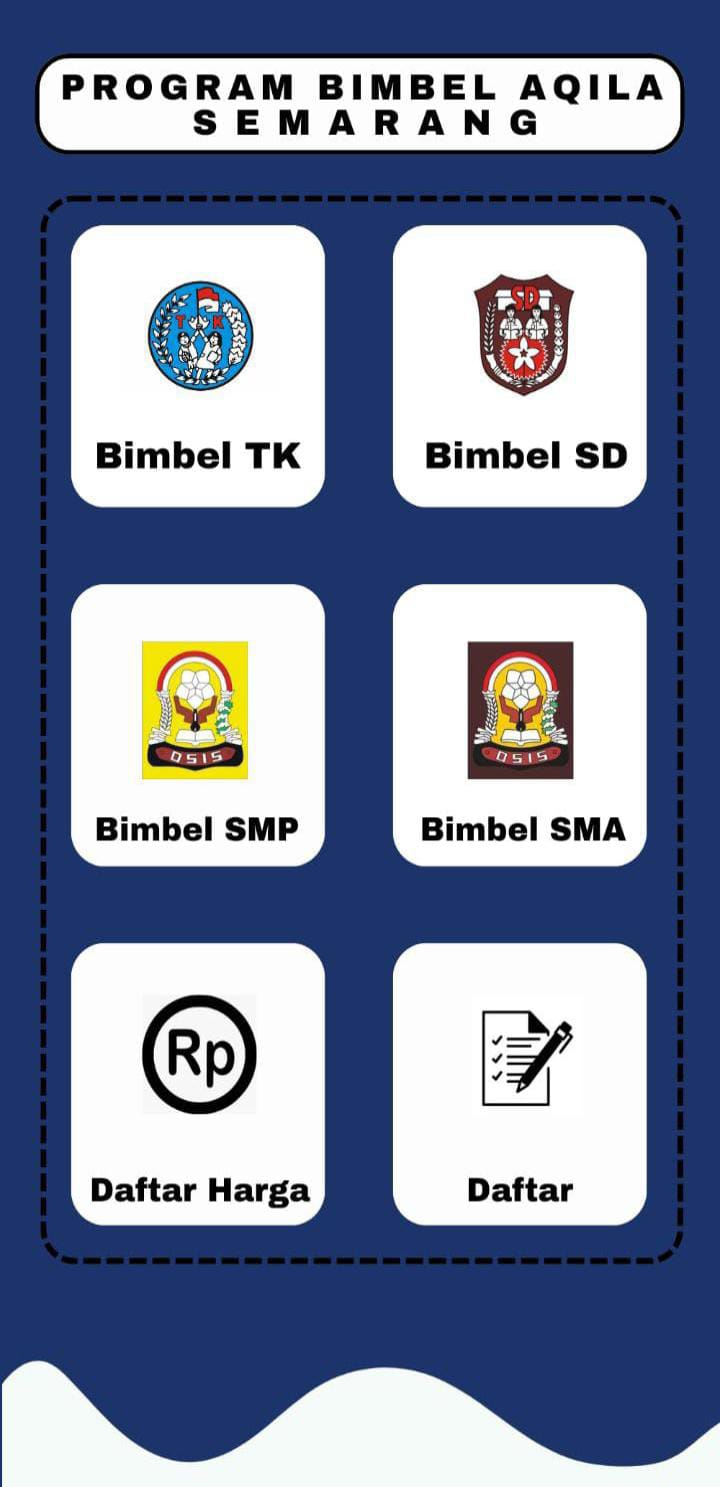 PROGRAM BIMBEL AQILA
SEMARANG
T K
SD
Bimbel TK
Bimbel SD
OSIS
OSIS
Bimbel SMP
Bimbel SMA
Rp
Daftar Harga
Daftar